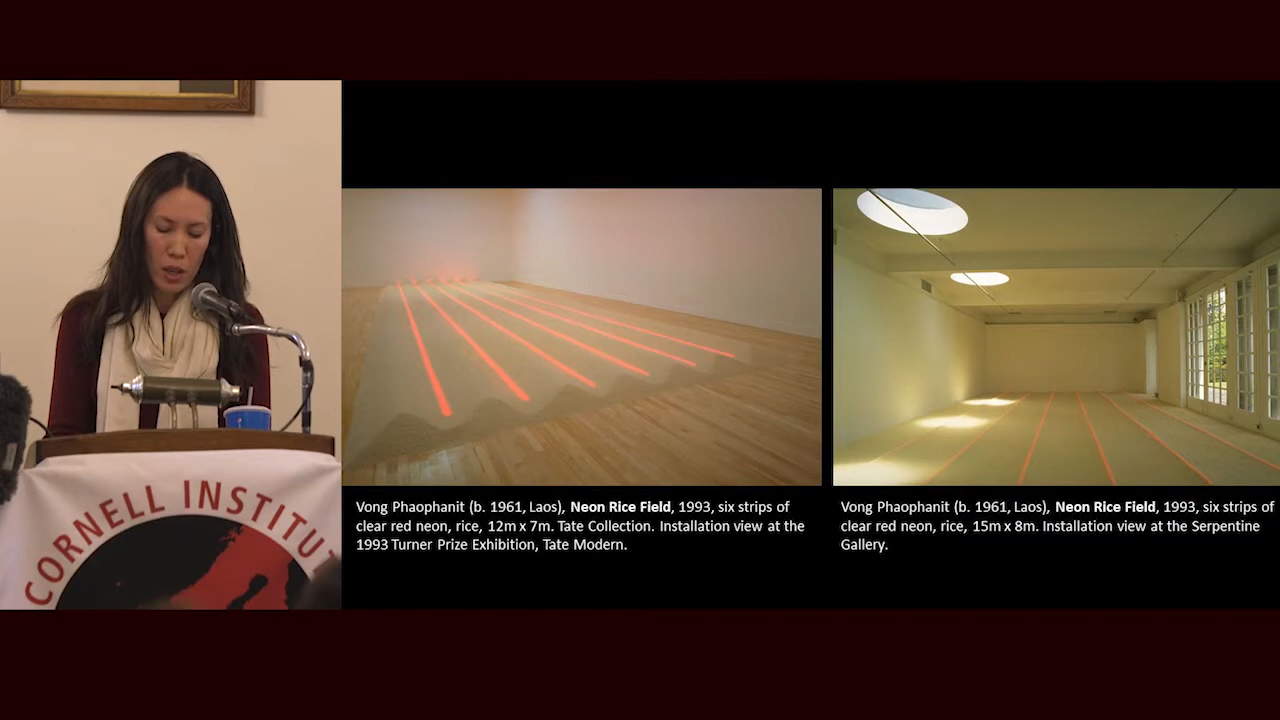 CORNELL INSTITUT
Vong Phaophanit (b. 1961, Laos), Neon Rice Field, 1993, six strips of
clear red neon, rice, 12m x 7m. Tate Collection. Installation view at the
1993 Turner Prize Exhibition, Tate Modern.
Vong Phaophanit (b. 1961, Laos), Neon Rice Field, 1993, six strips of
clear red neon, rice, 15m x 8m. Installation view at the Serpentine
Gallery.